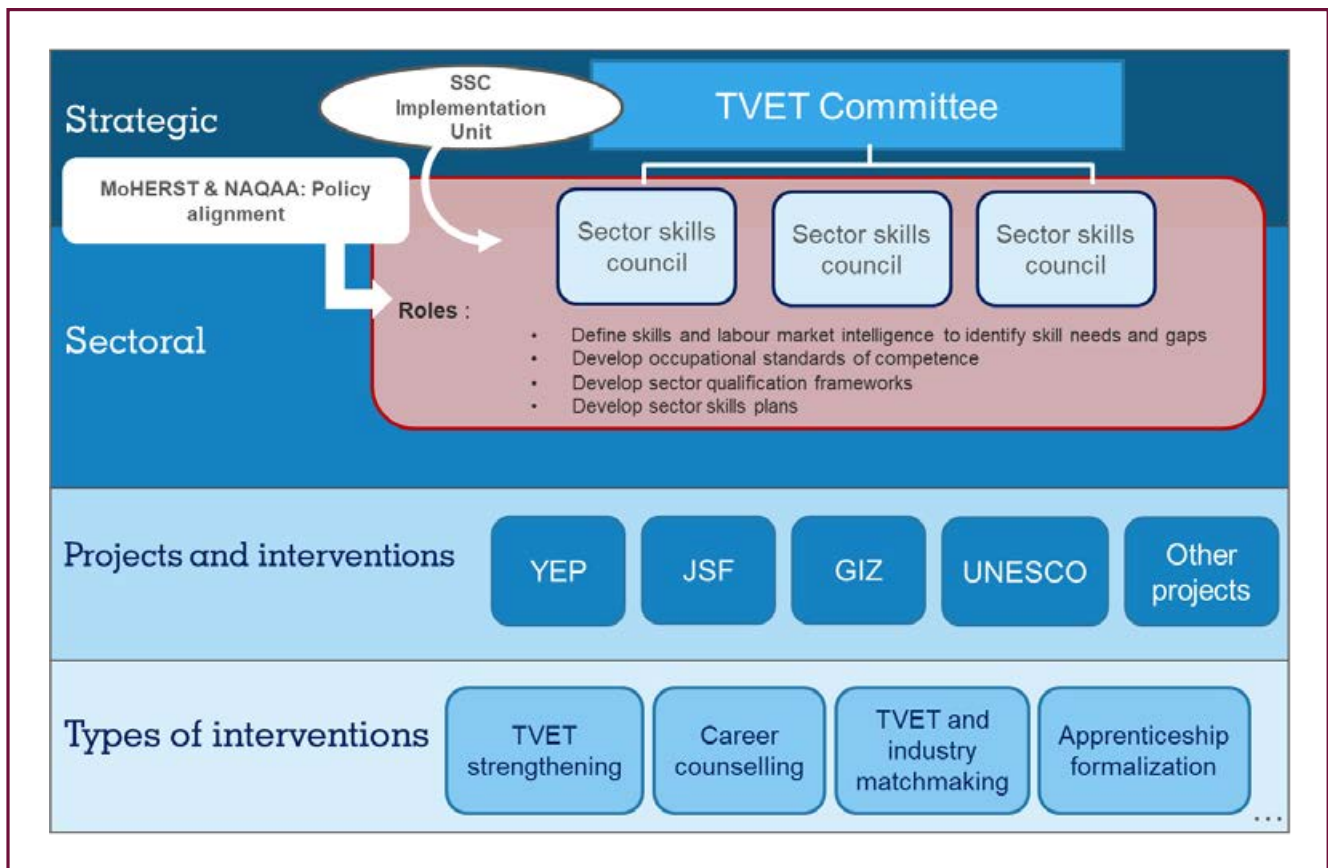 Strategic
SSC
Implementation
Unit
TVET Committee
MoHERST & NAQAA: Policy
alignment
Sector skills
council
Sector skills
council
Sector skills
council
Sectoral
Roles :
• Define skills and labour market intelligence to identify skill needs and gaps
• Develop occupational standards of competence
• Develop sector qualification frameworks
• Develop sector skills plans
Projects and interventions
YEP
JSF
GIZ
UNESCO
Other
projects
Types of interventions
TVET
strengthening
Career
counselling
TVET and
industry
matchmaking
Apprenticeship
formalization
...